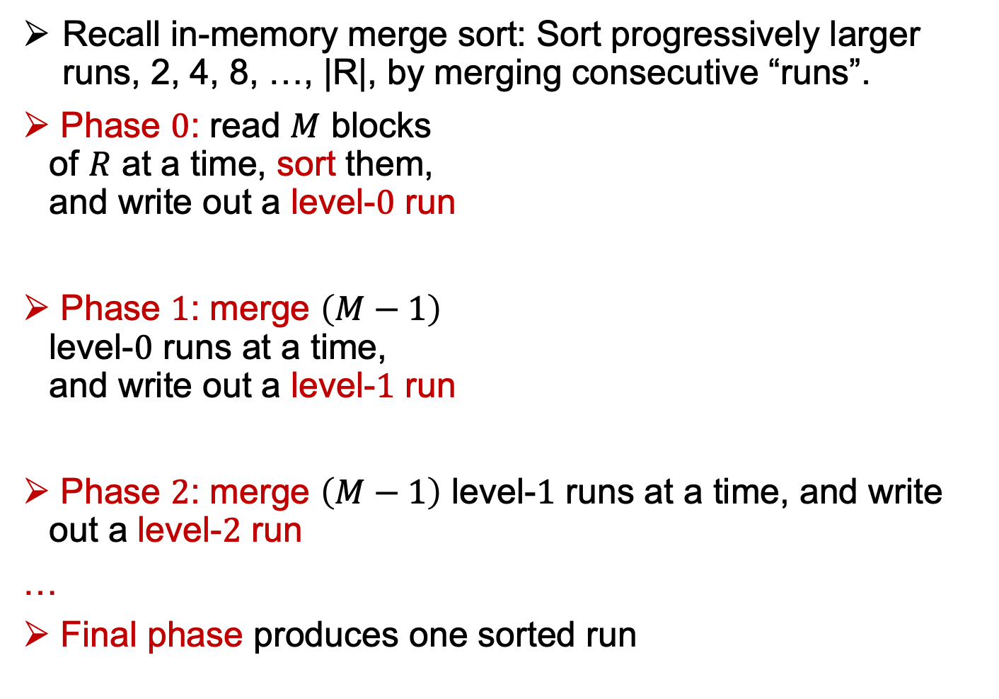 ➢ Recall in-memory merge sort: Sort progressively larger
runs, 2, 4, 8, …, |R|, by merging consecutive “runs”.
➢ Phase 0: read 𝑀 blocks
of 𝑅 at a time, sort them,
and write out a level-0 run
➢ Phase 1: merge (𝑀 − 1)
level-0 runs at a time,
and write out a level-1 run
➢ Phase 2: merge (𝑀 − 1) level-1 runs at a time, and write
out a level-2 run
…
➢ Final phase produces one sorted run